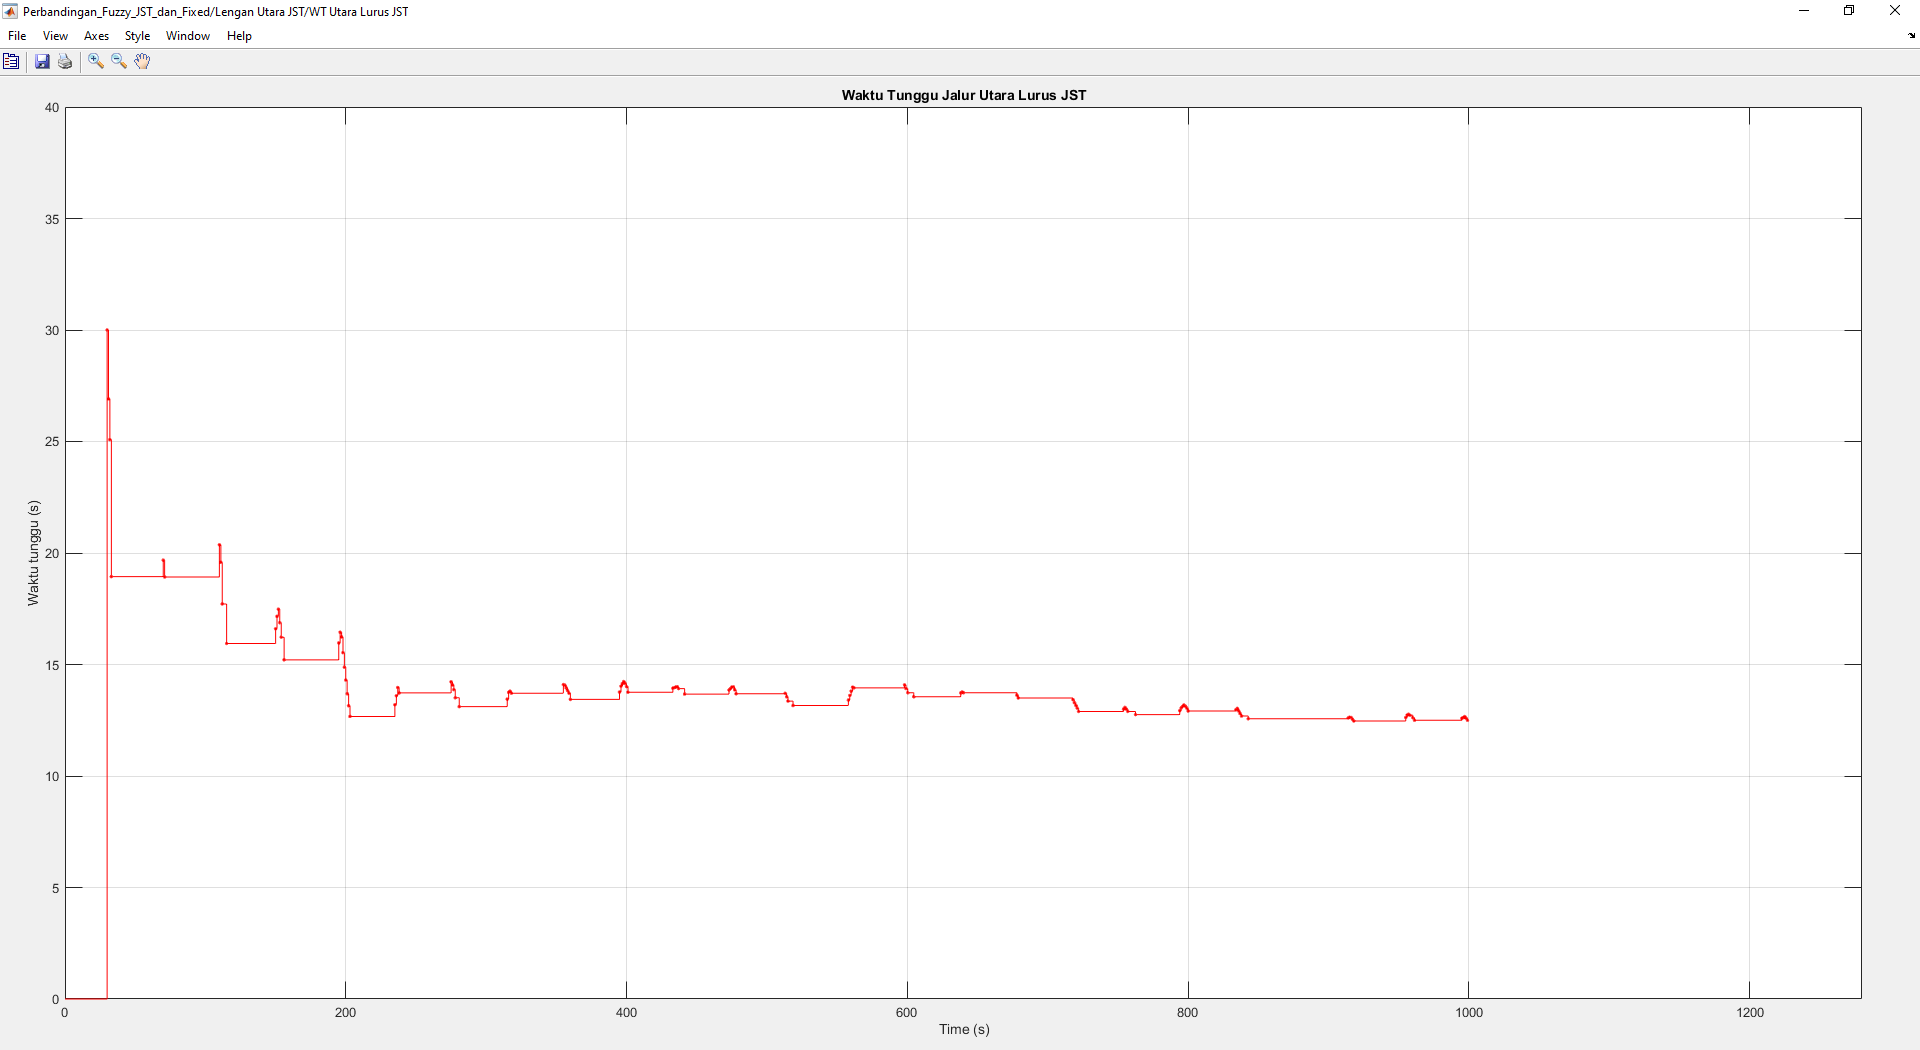 Perbandingan_Fuzzy_JST_dan_Fixed/Lengan Utara JST/WT Utara Lurus JST
File View Axes Style Window Help
Waktu Tunggu Jalur Utara Lurus JST
40
35
30
25
20
15
10
5
0
Waktu tunggu (s)
0 200 400 600 800 1000 1200
Time (s)